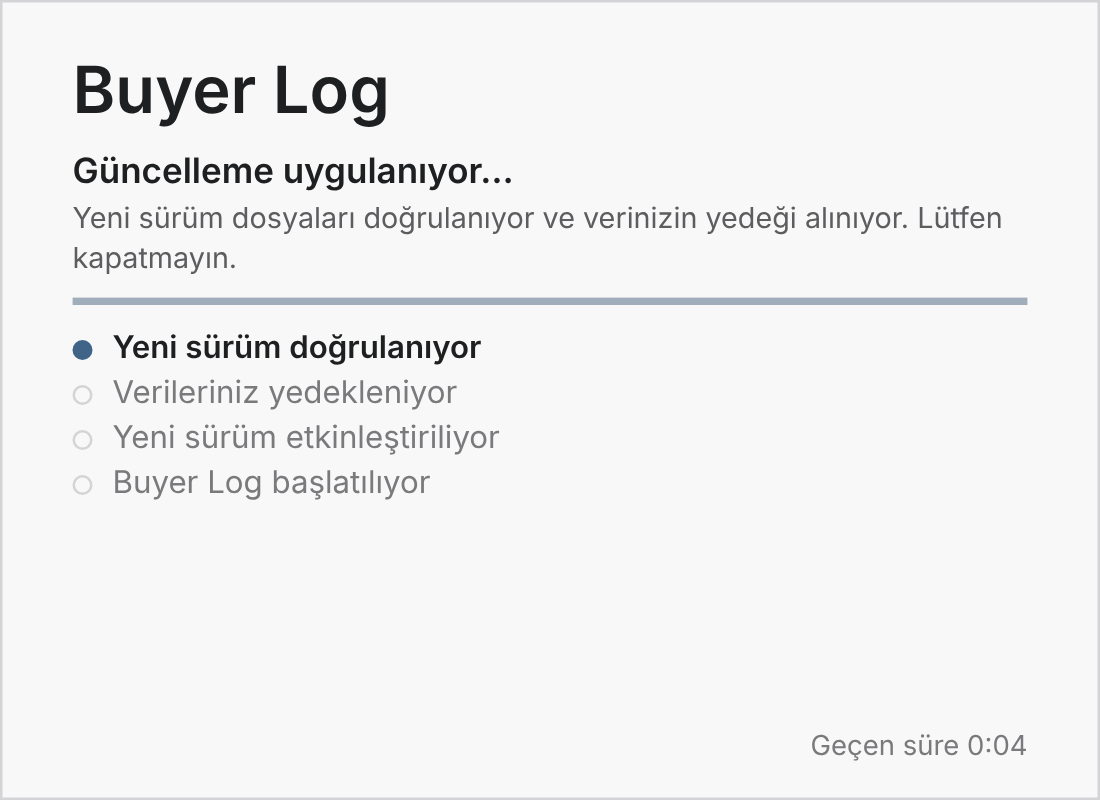 Buyer Log
Güncelleme uygulanıyor...
Yeni sürüm dosyaları doğrulanıyor ve verinizin yedeği alınıyor. Lütfen
kapatmayın.
Yeni sürüm doğrulanıyor
Verileriniz yedekleniyor
Yeni sürüm etkinleştiriliyor
Buyer Log başlatılıyor
Geçen süre 0:04